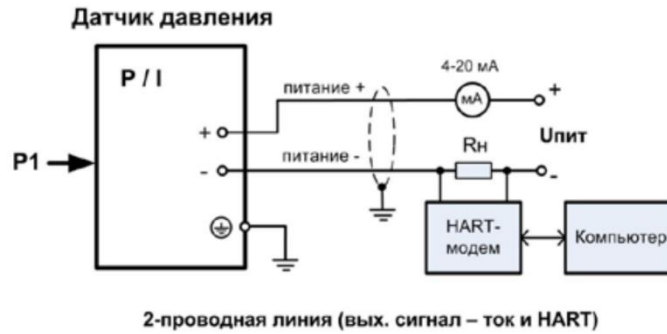 Датчик давления
P / I
4-20 мА
питание +
мА
+
+
Uпит
P1
Rн
-
питание -
-
HART-
модем
Компьютер
2-проводная линия (вых. сигнал – ток и HART)